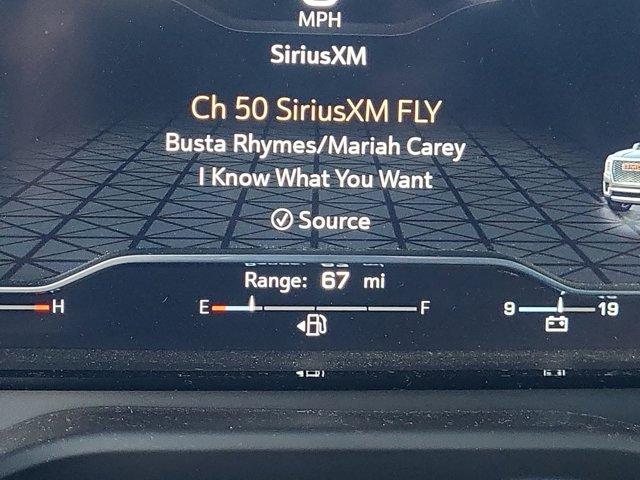 MPH
SiriusXM
Ch 50 SiriusXM FLY
Busta Rhymes/Mariah Carey
I Know What You Want
Source
Range: 67 mi
H
E F
9 19